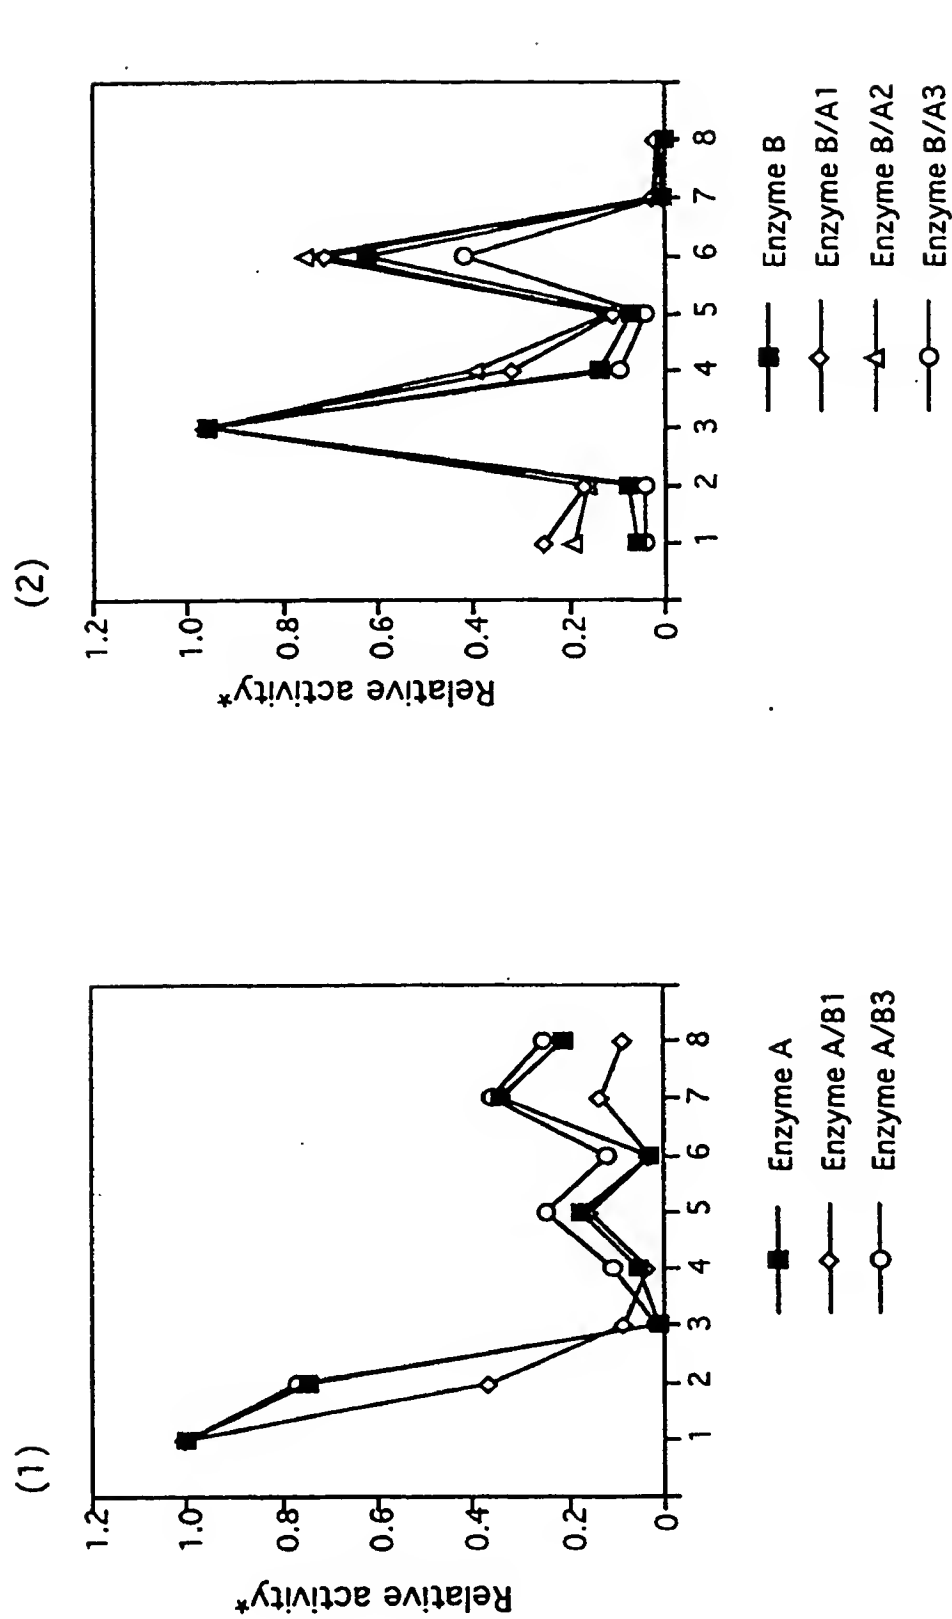 (1)
Relative activity*
1.2
1.0
0.8
0.6
0.4
0.2
0
1 2 3 4 5 6 7 8
Enzyme A
Enzyme A/B1
Enzyme A/B3
(2)
Relative activity*
1.2
1.0
0.8
0.6
0.4
0.2
0
1 2 3 4 5 6 7 8
Enzyme B
Enzyme B/A1
Enzyme B/A2
Enzyme B/A3